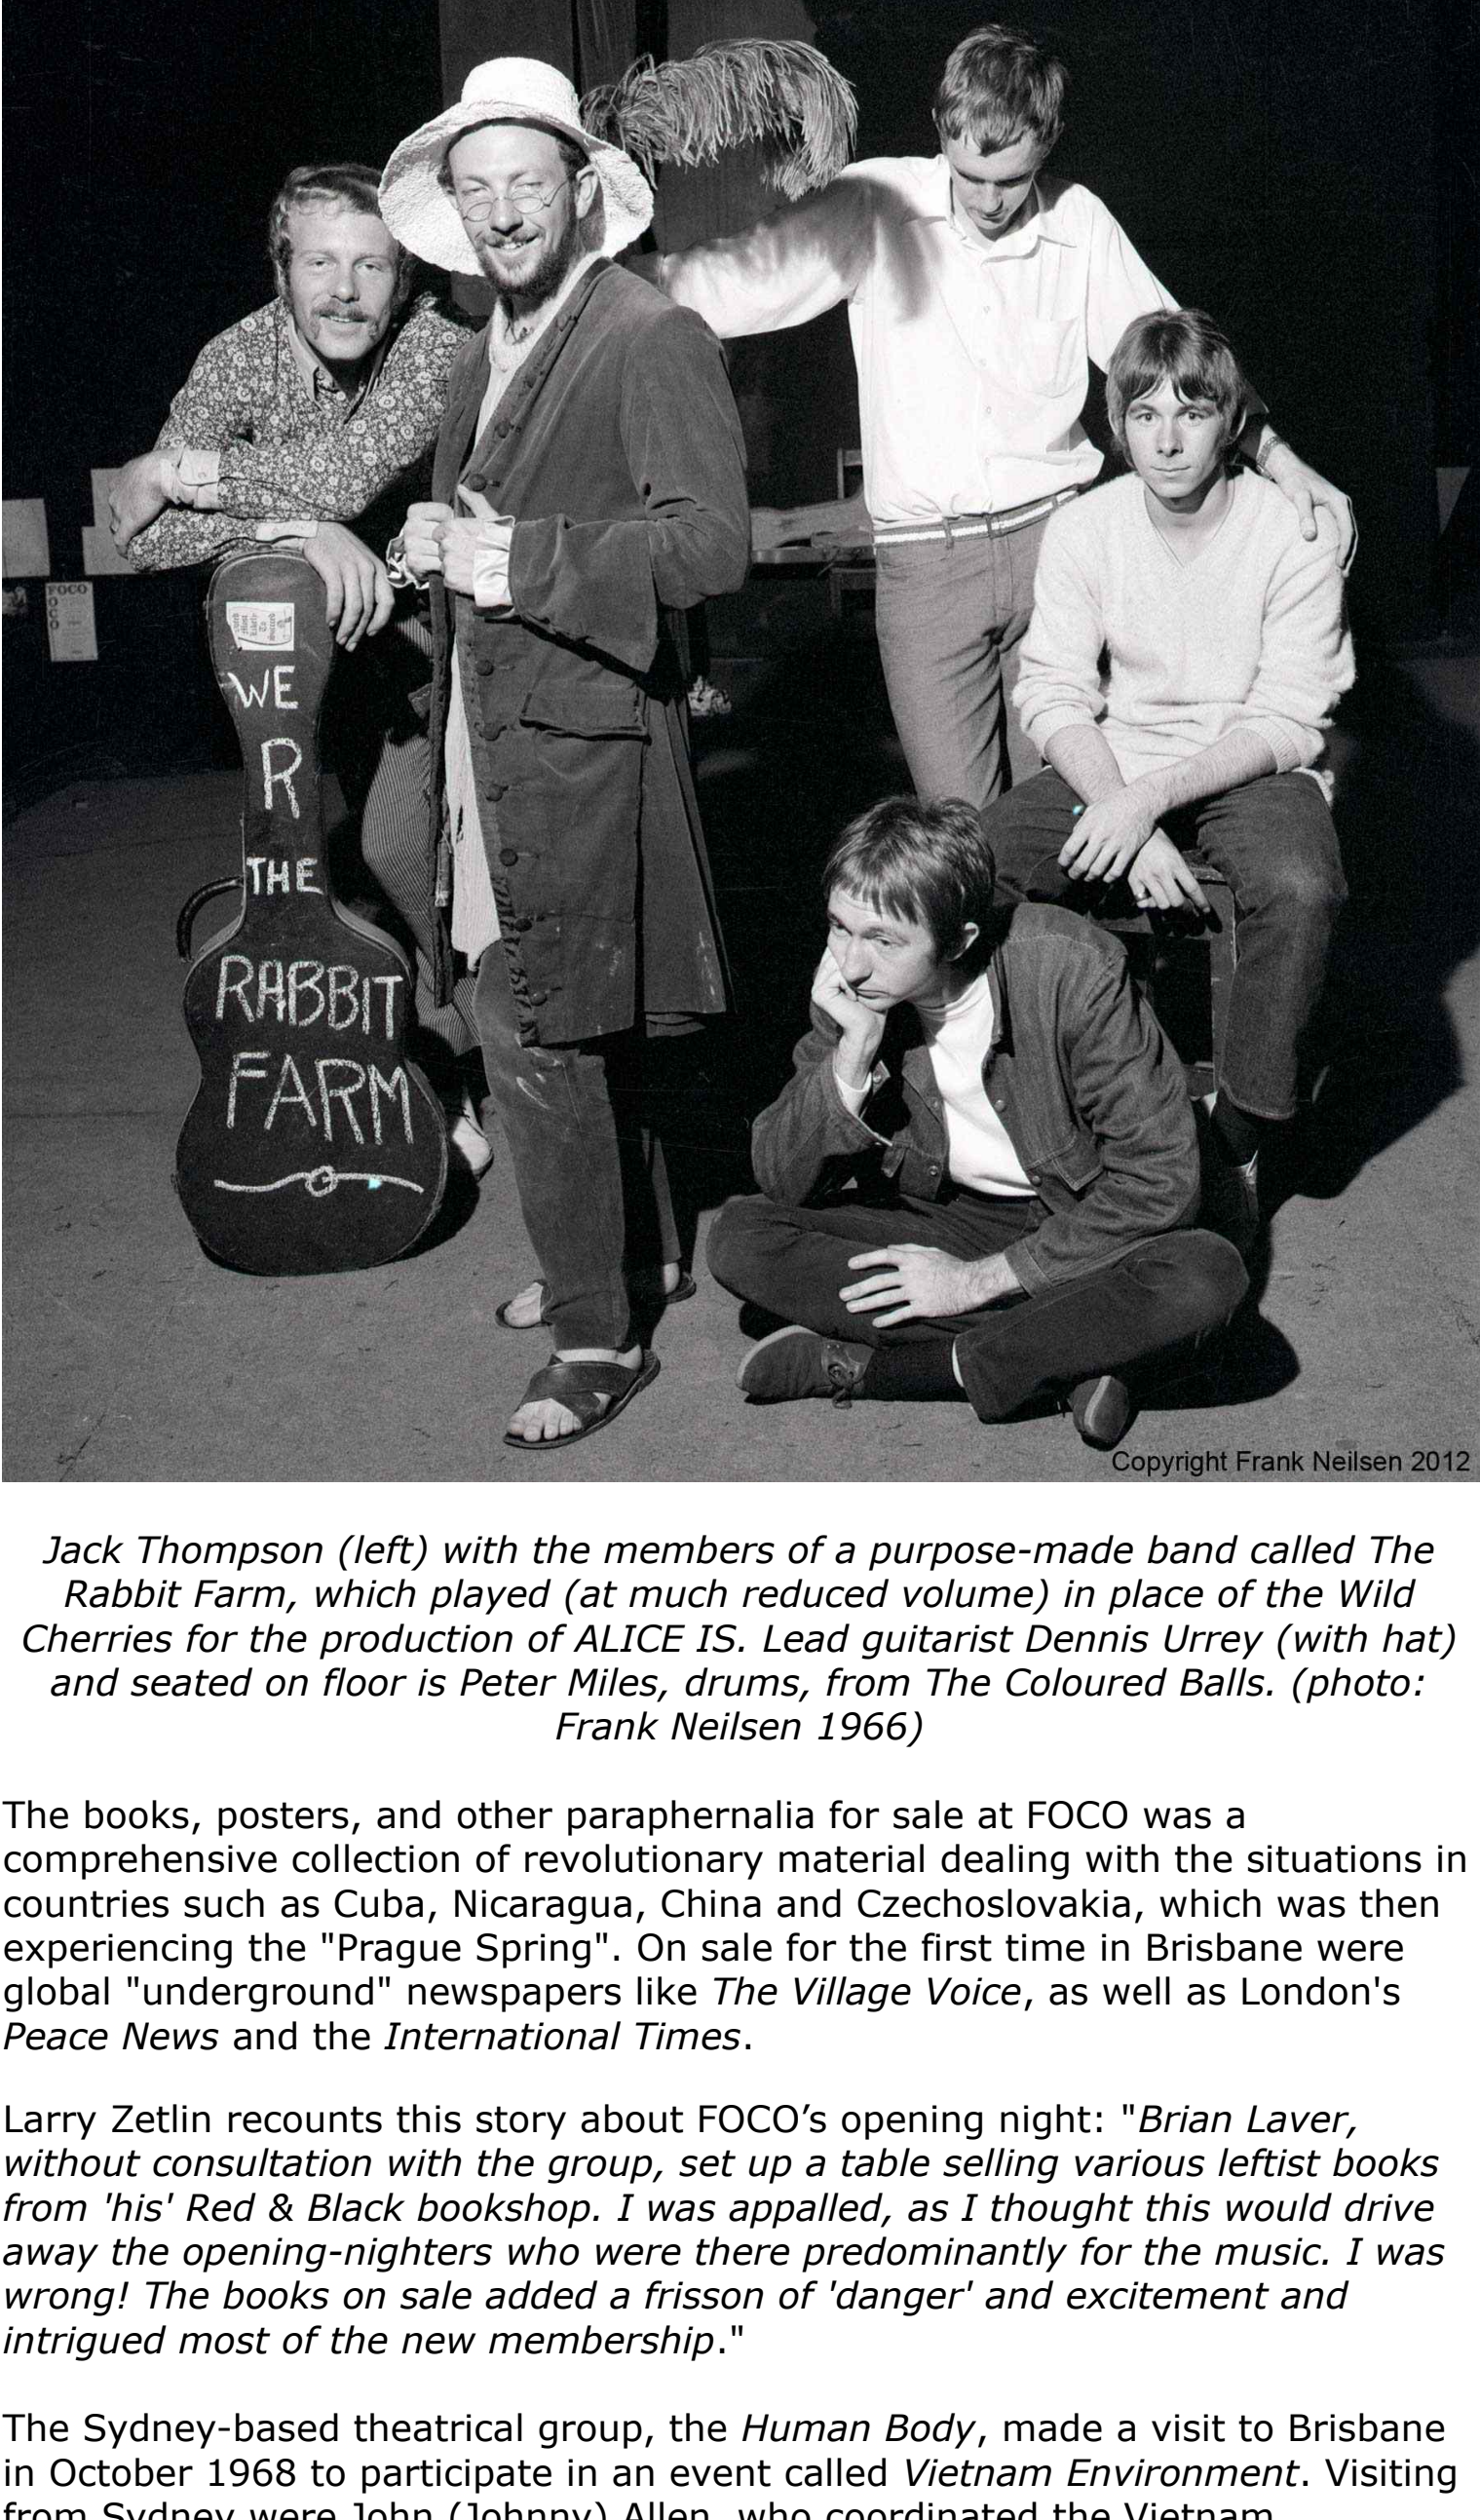 FOCO
WE
R
THE
RABBIT
FARM
Copyright Frank Neilsen 2012
Jack Thompson (left) with the members of a purpose-made band called The
Rabbit Farm, which played (at much reduced volume) in place of the Wild
Cherries for the production of ALICE IS. Lead guitarist Dennis Urrey (with hat)
and seated on floor is Peter Miles, drums, from The Coloured Balls. (photo:
Frank Neilsen 1966)
The books, posters, and other paraphernalia for sale at FOCO was a
comprehensive collection of revolutionary material dealing with the situations in
countries such as Cuba, Nicaragua, China and Czechoslovakia, which was then
experiencing the "Prague Spring". On sale for the first time in Brisbane were
global "underground" newspapers like The Village Voice, as well as London's
Peace News and the International Times.
Larry Zetlin recounts this story about FOCO’s opening night: "Brian Laver,
without consultation with the group, set up a table selling various leftist books
from 'his' Red & Black bookshop. I was appalled, as I thought this would drive
away the opening-nighters who were there predominantly for the music. I was
wrong! The books on sale added a frisson of 'danger' and excitement and
intrigued most of the new membership."
The Sydney-based theatrical group, the Human Body, made a visit to Brisbane
in October 1968 to participate in an event called Vietnam Environment. Visiting
from Sydney were John (Johnny) Allen, who coordinated the Vietnam